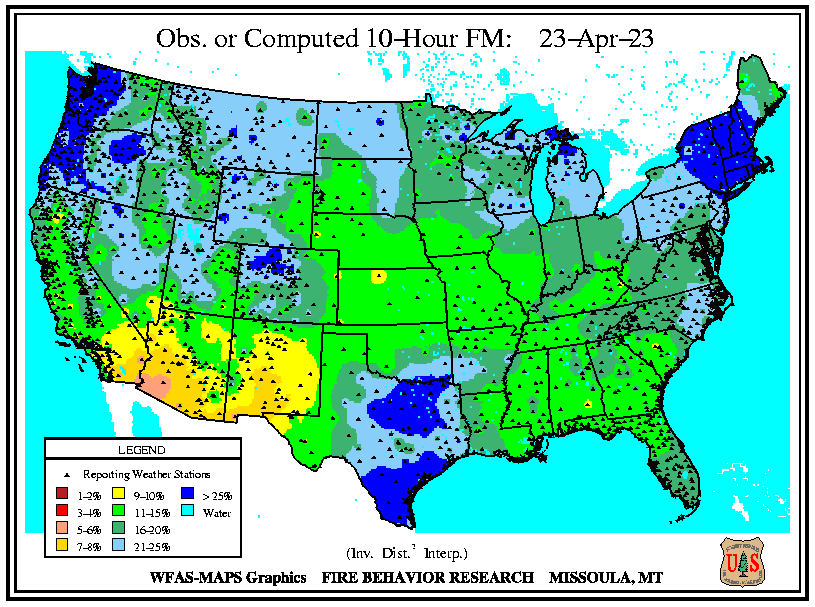 Obs. or Computed 10-Hour FM: 23-Apr-23
LEGEND
Reporting Weather Stations
1-2% 9-10% > 25%
3-4% 11-15% Water
5-6% 16-20%
7-8% 21-25%
(Inv. Dist.² Interp.)
WFAS-MAPS Graphics FIRE BEHAVIOR RESEARCH MISSOULA, MT
U S